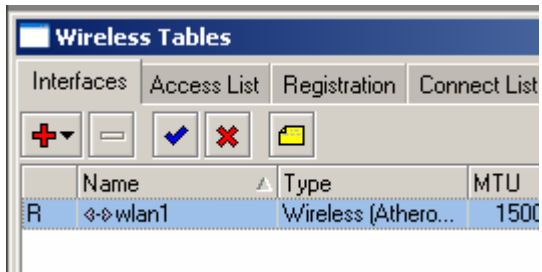 Wireless Tables
Interfaces Access List Registration Connect List
Name Type MTU
R wlan1 Wireless (Athero... 1500